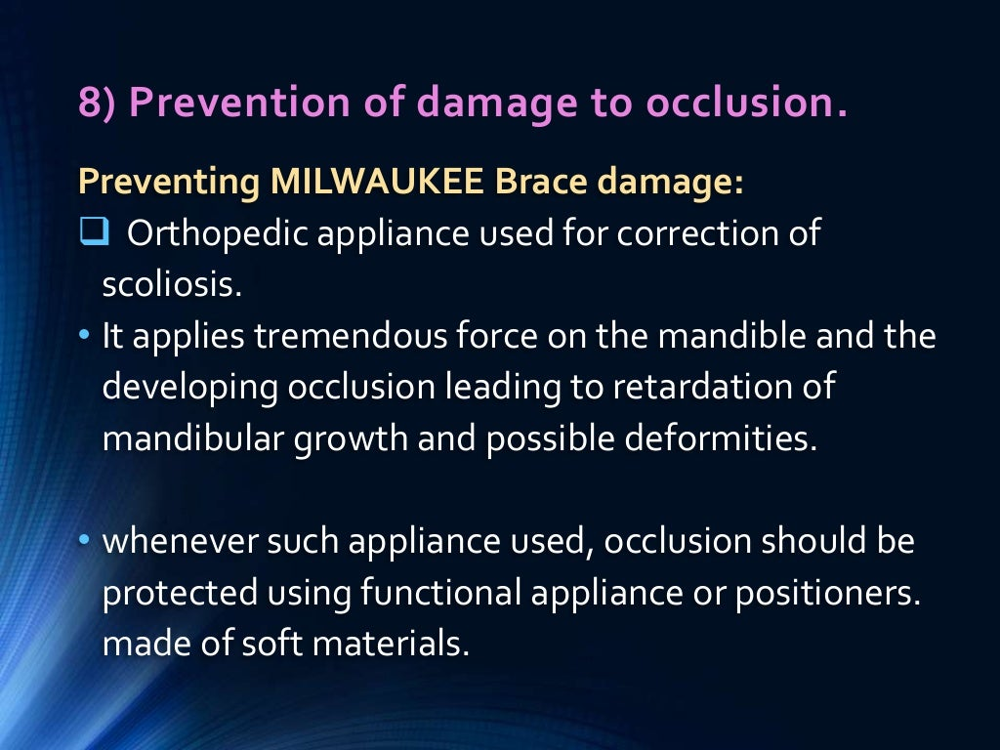 8) Prevention of damage to occlusion.
Preventing MILWAUKEE Brace damage:
❑ Orthopedic appliance used for correction of
scoliosis.
• It applies tremendous force on the mandible and the
developing occlusion leading to retardation of
mandibular growth and possible deformities.
• whenever such appliance used, occlusion should be
protected using functional appliance or positioners.
made of soft materials.